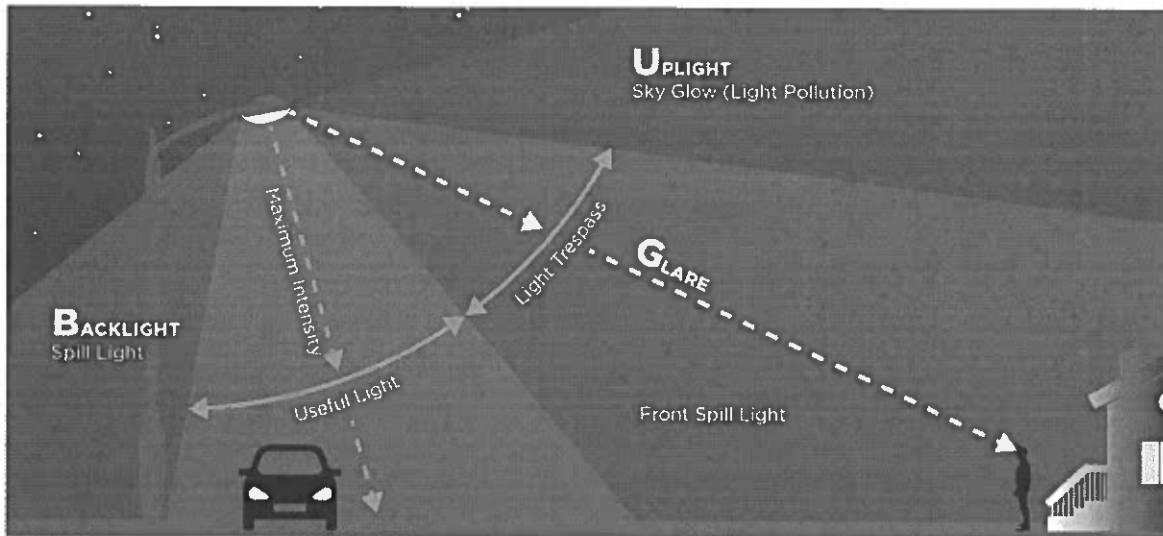 UPLIGHT
Sky Glow (Light Pollution)
Maximum Intensity
Light Trespass
GLARE
BACKLIGHT
Spill Light
Useful Light
Front Spill Light